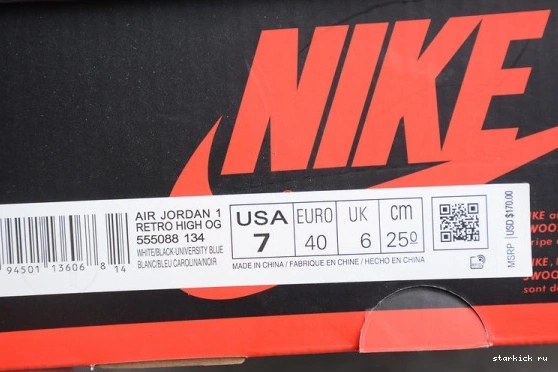 NIKE
AIR JORDAN 1
RETRO HIGH OG
555088 134
WHITE/BLACK-UNIVERSITY BLUE
BLANC/BLEU CAROLINA/NOIR
94501 13606 8 14
USA EURO UK cm
7 40 6 25º
MADE IN CHINA / FABRIQUE EN CHINE / HECHO EN CHINA
MSRP USD $170.00
starkick ru